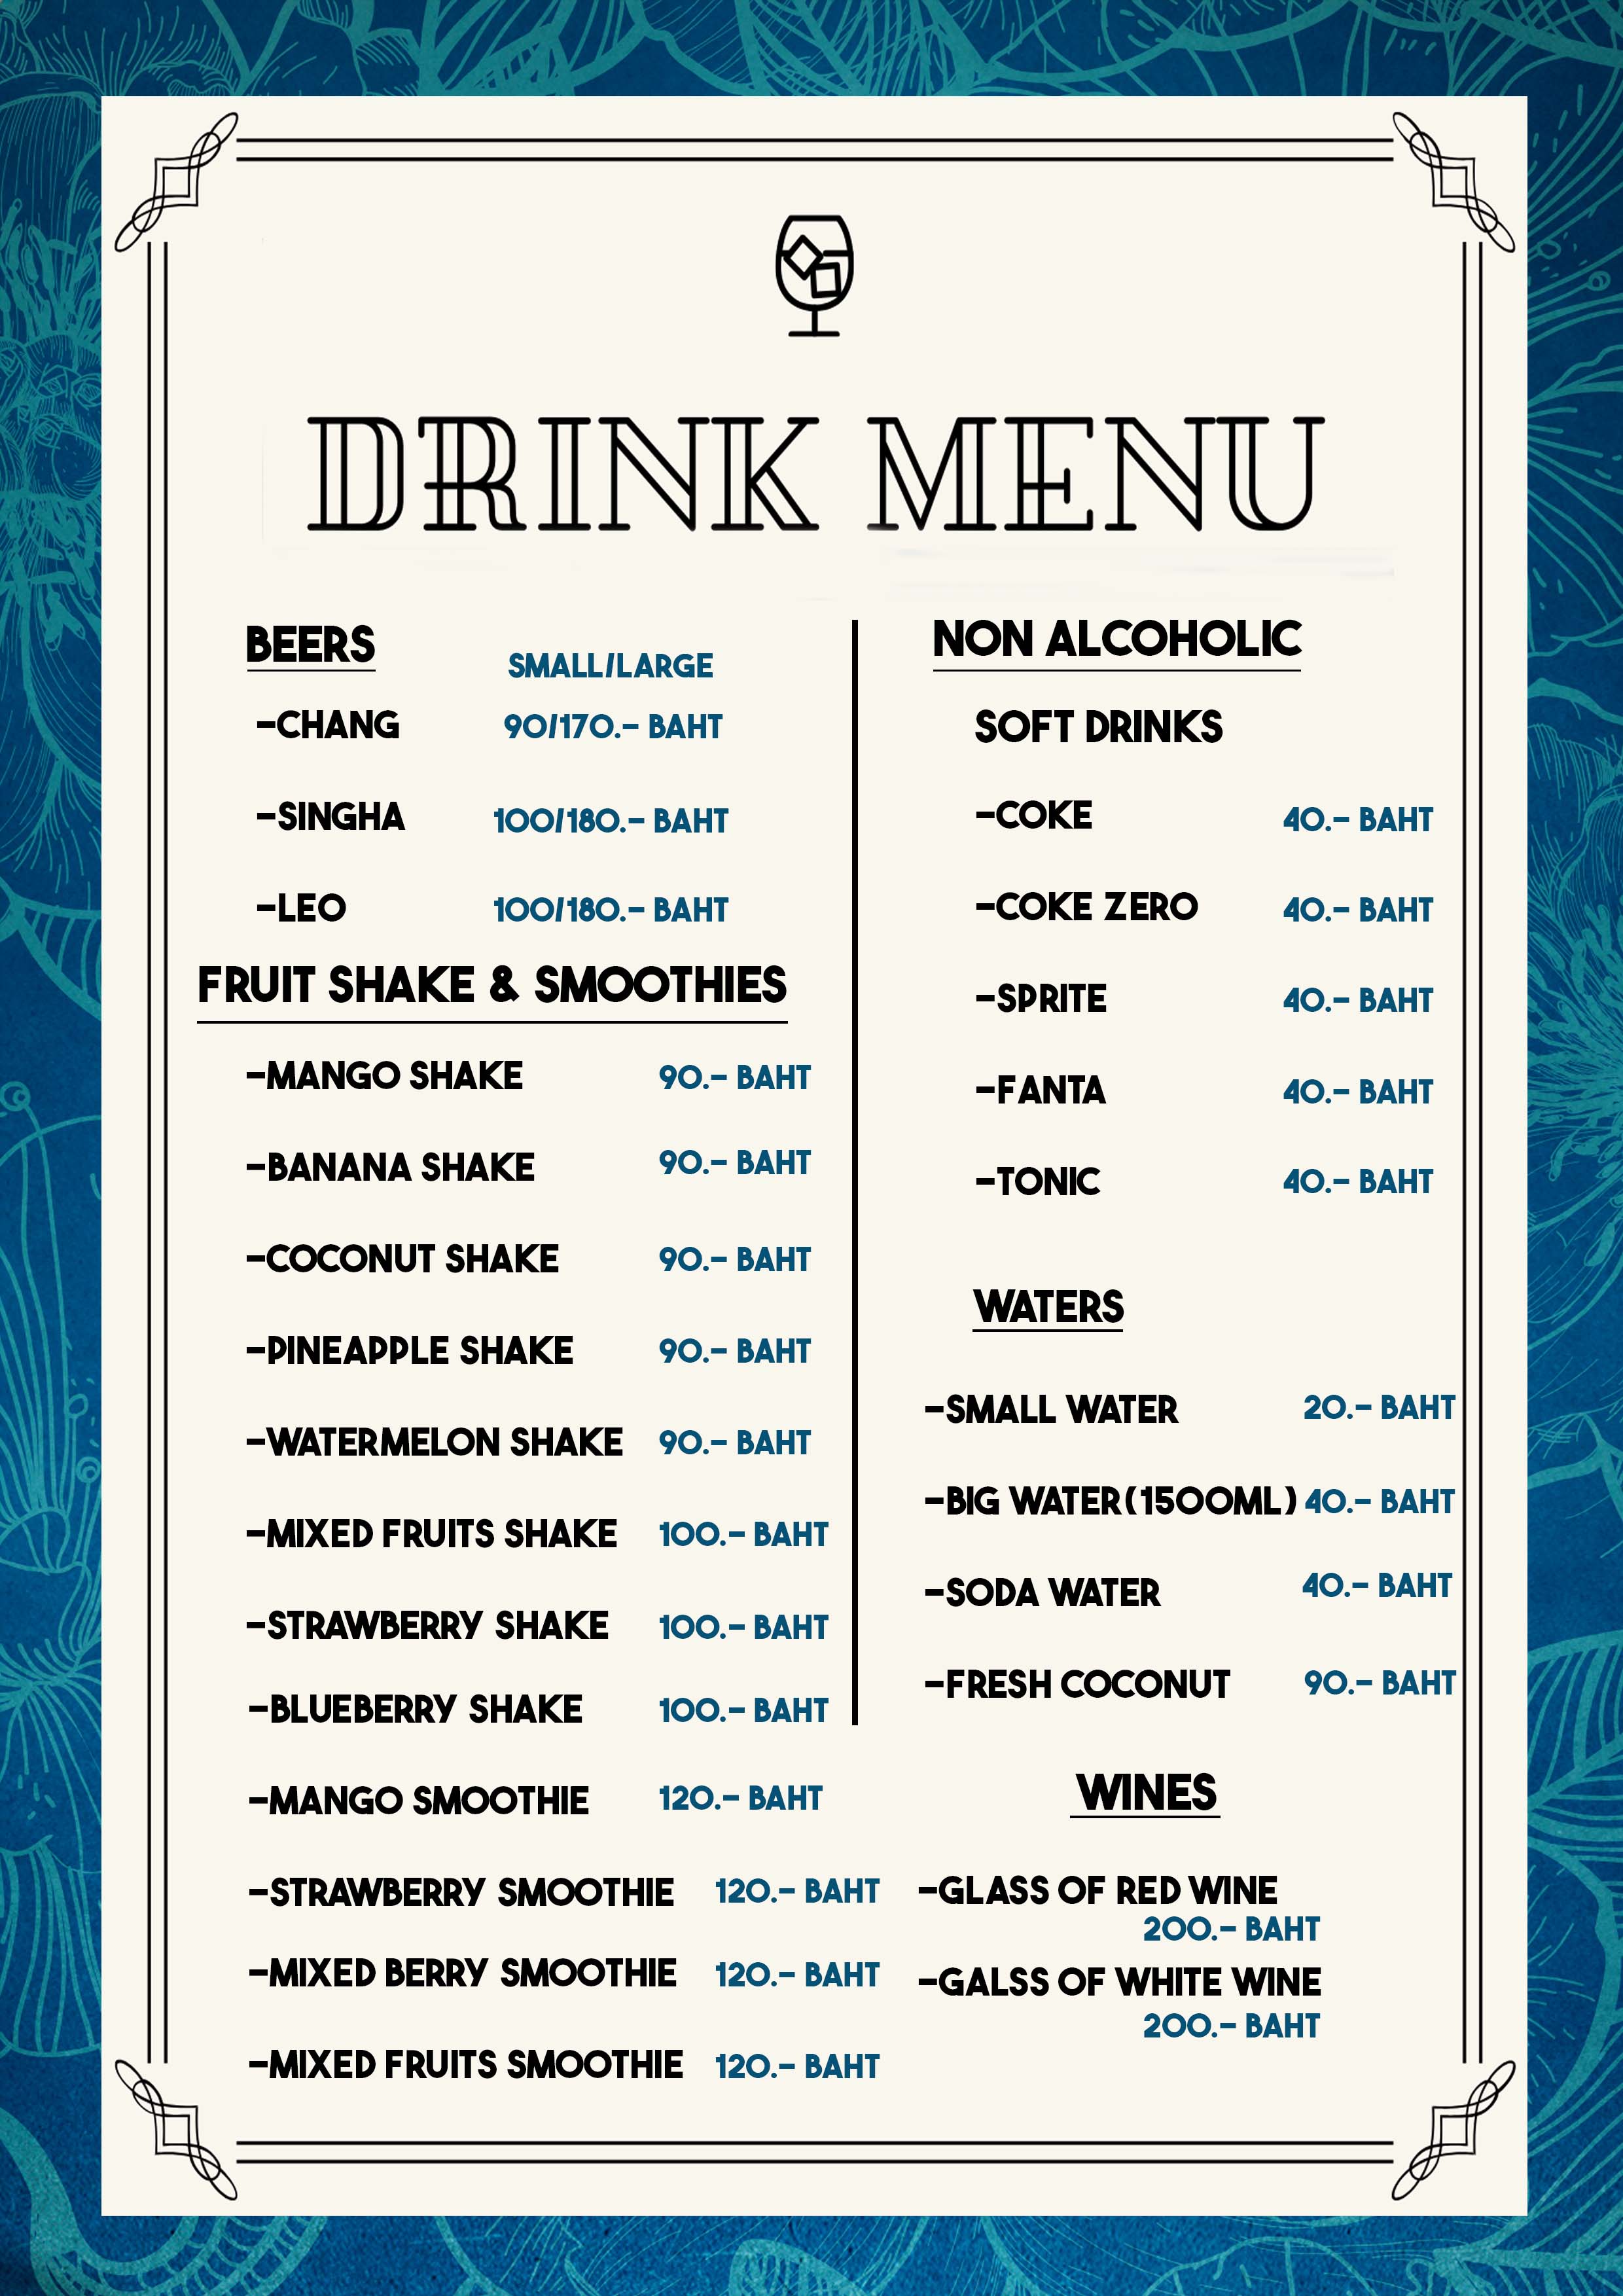 DRINK MENU
BEERS
SMALL/LARGE
-CHANG 90/170.- BAHT
-SINGHA 100/180.- BAHT
-LEO 100/180.- BAHT
FRUIT SHAKE & SMOOTHIES
-MANGO SHAKE 90.- BAHT
-BANANA SHAKE 90.- BAHT
-COCONUT SHAKE 90.- BAHT
-PINEAPPLE SHAKE 90.- BAHT
-WATERMELON SHAKE 90.- BAHT
-MIXED FRUITS SHAKE 100.- BAHT
-STRAWBERRY SHAKE 100.- BAHT
-BLUEBERRY SHAKE 100.- BAHT
-MANGO SMOOTHIE 120.- BAHT
-STRAWBERRY SMOOTHIE 120.- BAHT
-MIXED BERRY SMOOTHIE 120.- BAHT
-MIXED FRUITS SMOOTHIE 120.- BAHT
NON ALCOHOLIC
SOFT DRINKS
-COKE 40.- BAHT
-COKE ZERO 40.- BAHT
-SPRITE 40.- BAHT
-FANTA 40.- BAHT
-TONIC 40.- BAHT
WATERS
-SMALL WATER 20.- BAHT
-BIG WATER(1500ML) 40.- BAHT
-SODA WATER 40.- BAHT
-FRESH COCONUT 90.- BAHT
WINES
-GLASS OF RED WINE
200.- BAHT
-GALSS OF WHITE WINE
200.- BAHT